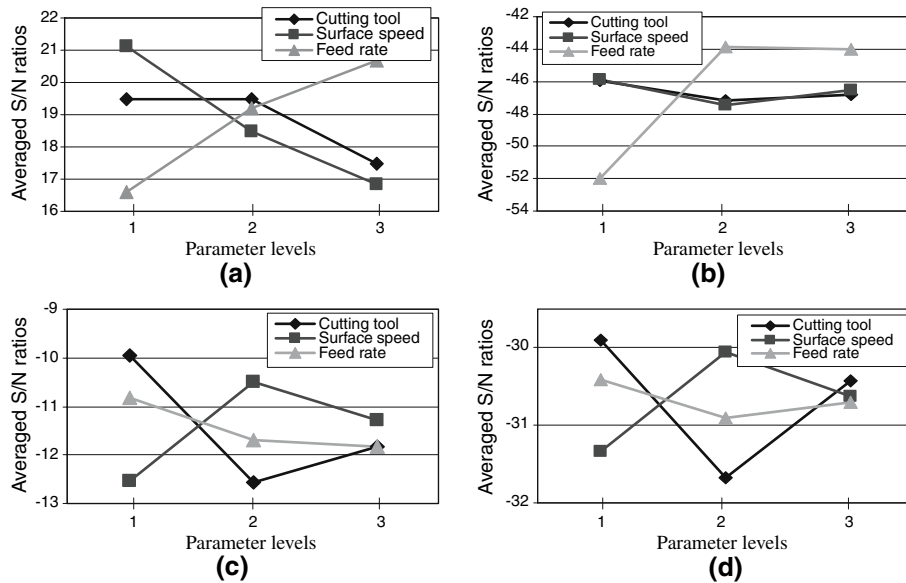 Averaged S/N ratios
22
21
20
19
18
17
16
Cutting tool
Surface speed
Feed rate
1 2 3
Parameter levels
(a)
Averaged S/N ratios
-42
-44
-46
-48
-50
-52
-54
Cutting tool
Surface speed
Feed rate
1 2 3
Parameter levels
(b)
Averaged S/N ratios
-9
-10
-11
-12
-13
Cutting tool
Surface speed
Feed rate
1 2 3
Parameter levels
(c)
Averaged S/N ratios
-30
-31
-32
Cutting tool
Surface speed
Feed rate
1 2 3
Parameter levels
(d)